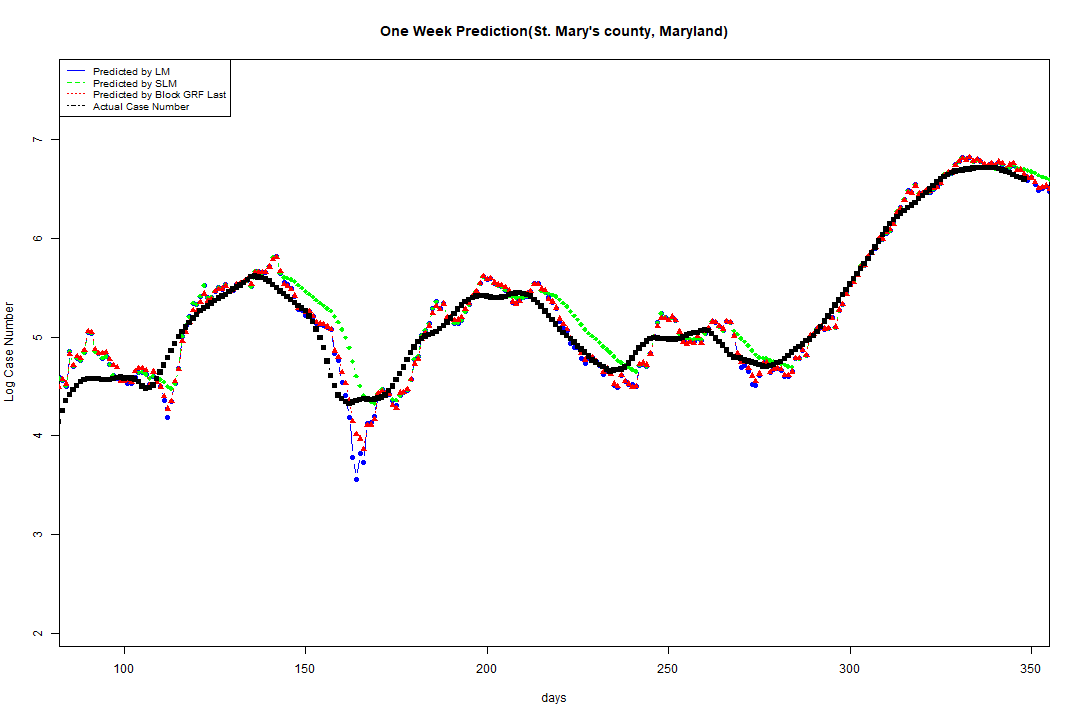 One Week Prediction(St. Mary's county, Maryland)
Predicted by LM
Predicted by SLM
Predicted by Block GRF Last
Actual Case Number
7
6
5
4
3
2
Log Case Number
100 150 200 250 300 350
days